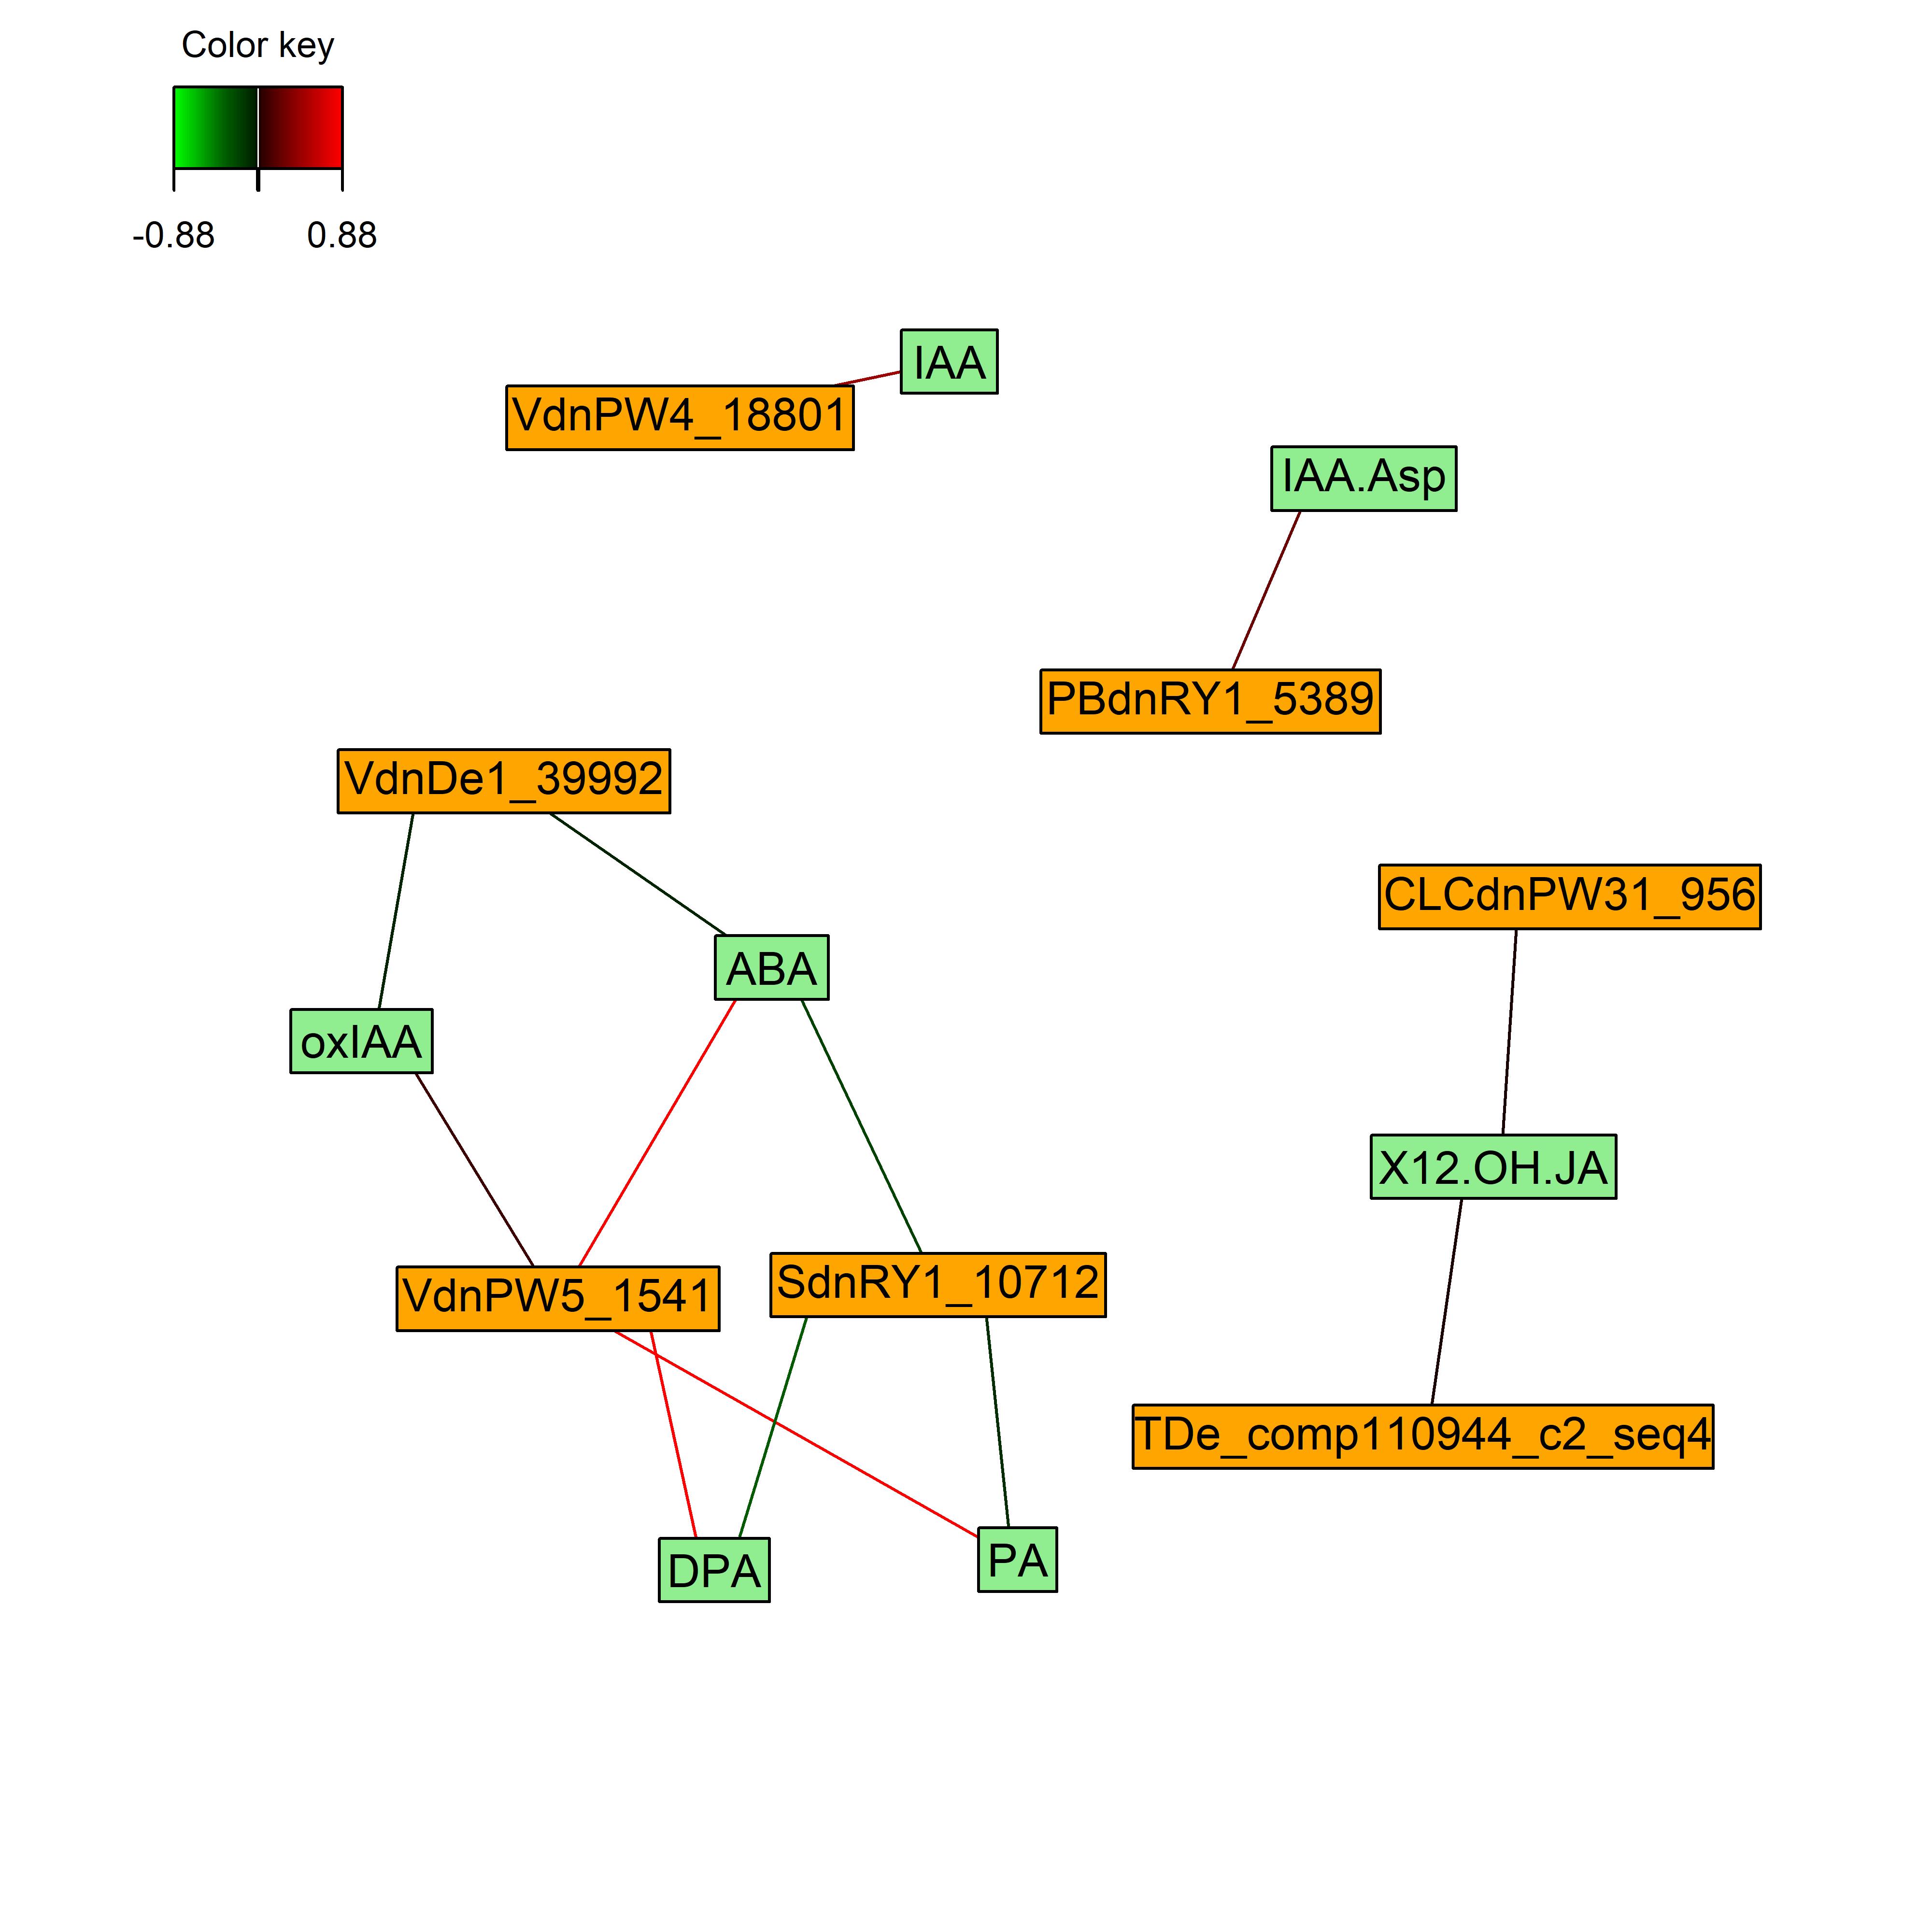 Color key
-0.88 0.88
IAA
VdnPW4_18801
IAA.Asp
PBdnRY1_5389
VdnDe1_39992
CLCdnPW31_956
ABA
oxIAA
X12.OH.JA
SdnRY1_10712
VdnPW5_1541
TDe_comp110944_c2_seq4
PA
DPA